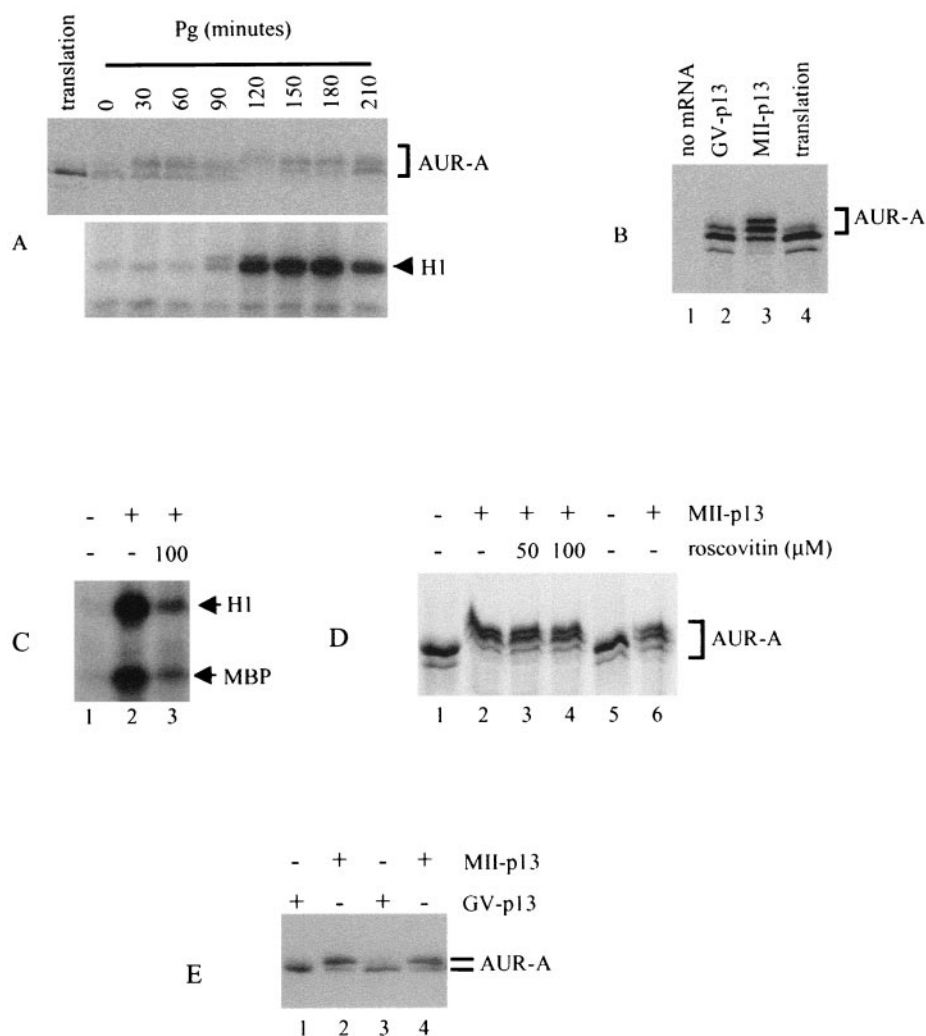 Pg (minutes)
translation
0
30
60
90
120
150
180
210
AUR-A
A
H1
no mRNA
GV-p13
MII-p13
translation
AUR-A
B
1 2 3 4
- + +
- - 100
H1
C
MBP
1 2 3
- + + + - + MII-p13
- - 50 100 - - roscovitin (μM)
D
AUR-A
1 2 3 4 5 6
- + - + MII-p13
+ - + - GV-p13
E
AUR-A
1 2 3 4